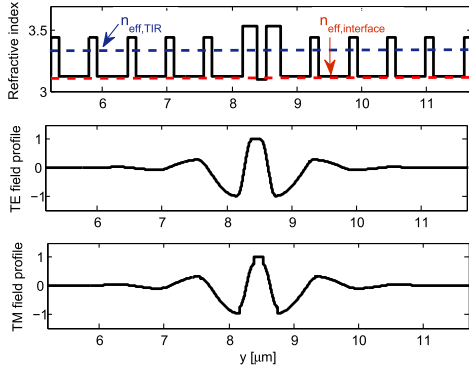 n eff,TIR
n eff,interface
Refractive index
3.5
3
6 7 8 9 10 11
TE field profile
1
0
−1
6 7 8 9 10 11
TM field profile
1
0
−1
6 7 8 9 10 11
y [μm]